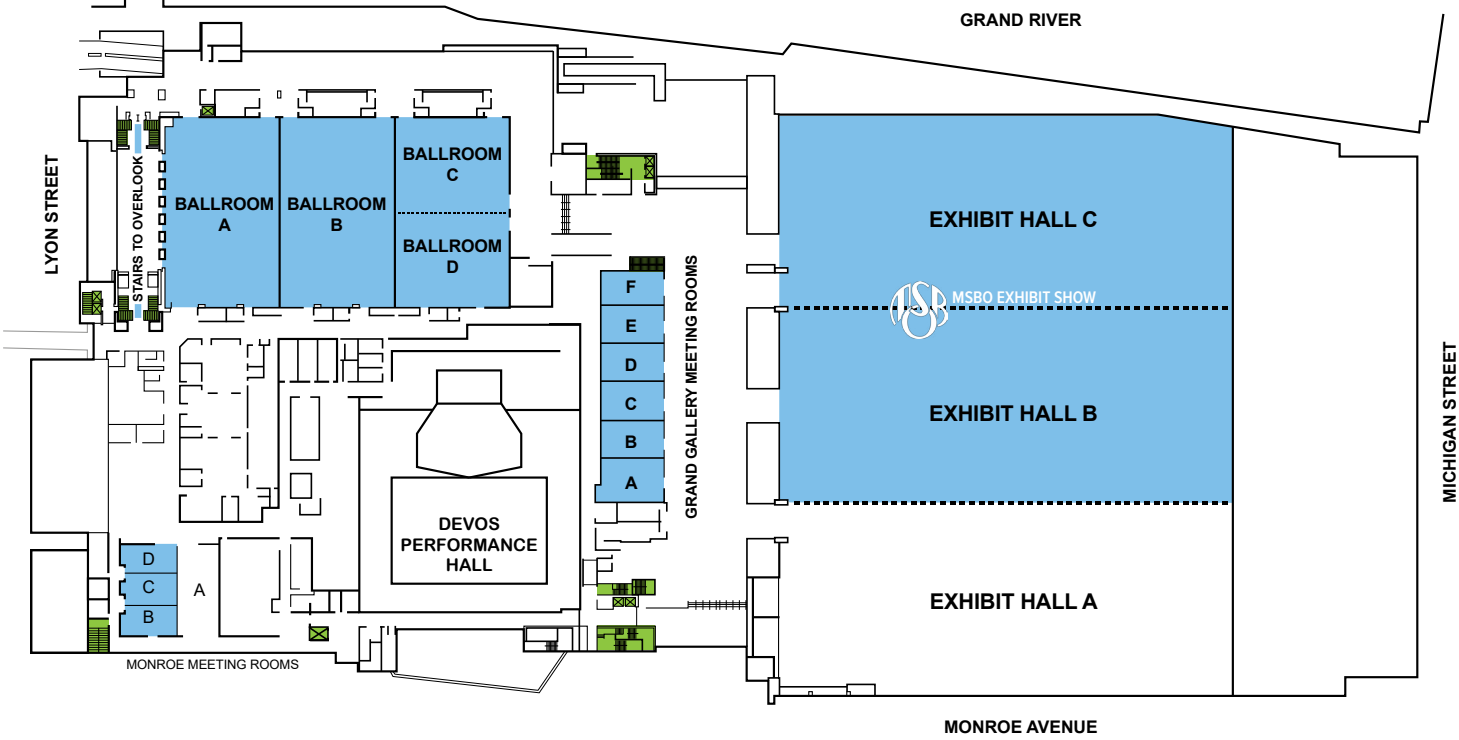 GRAND RIVER
LYON STREET
STAIRS TO OVERLOOK
BALLROOM
A
BALLROOM
B
BALLROOM
C
BALLROOM
D
F
E
D
C
B
A
GRAND GALLERY MEETING ROOMS
EXHIBIT HALL C
MSB
MSBO EXHIBIT SHOW
EXHIBIT HALL B
EXHIBIT HALL A
MICHIGAN STREET
DEVOS
PERFORMANCE
HALL
D
C
B
A
MONROE MEETING ROOMS
MONROE AVENUE